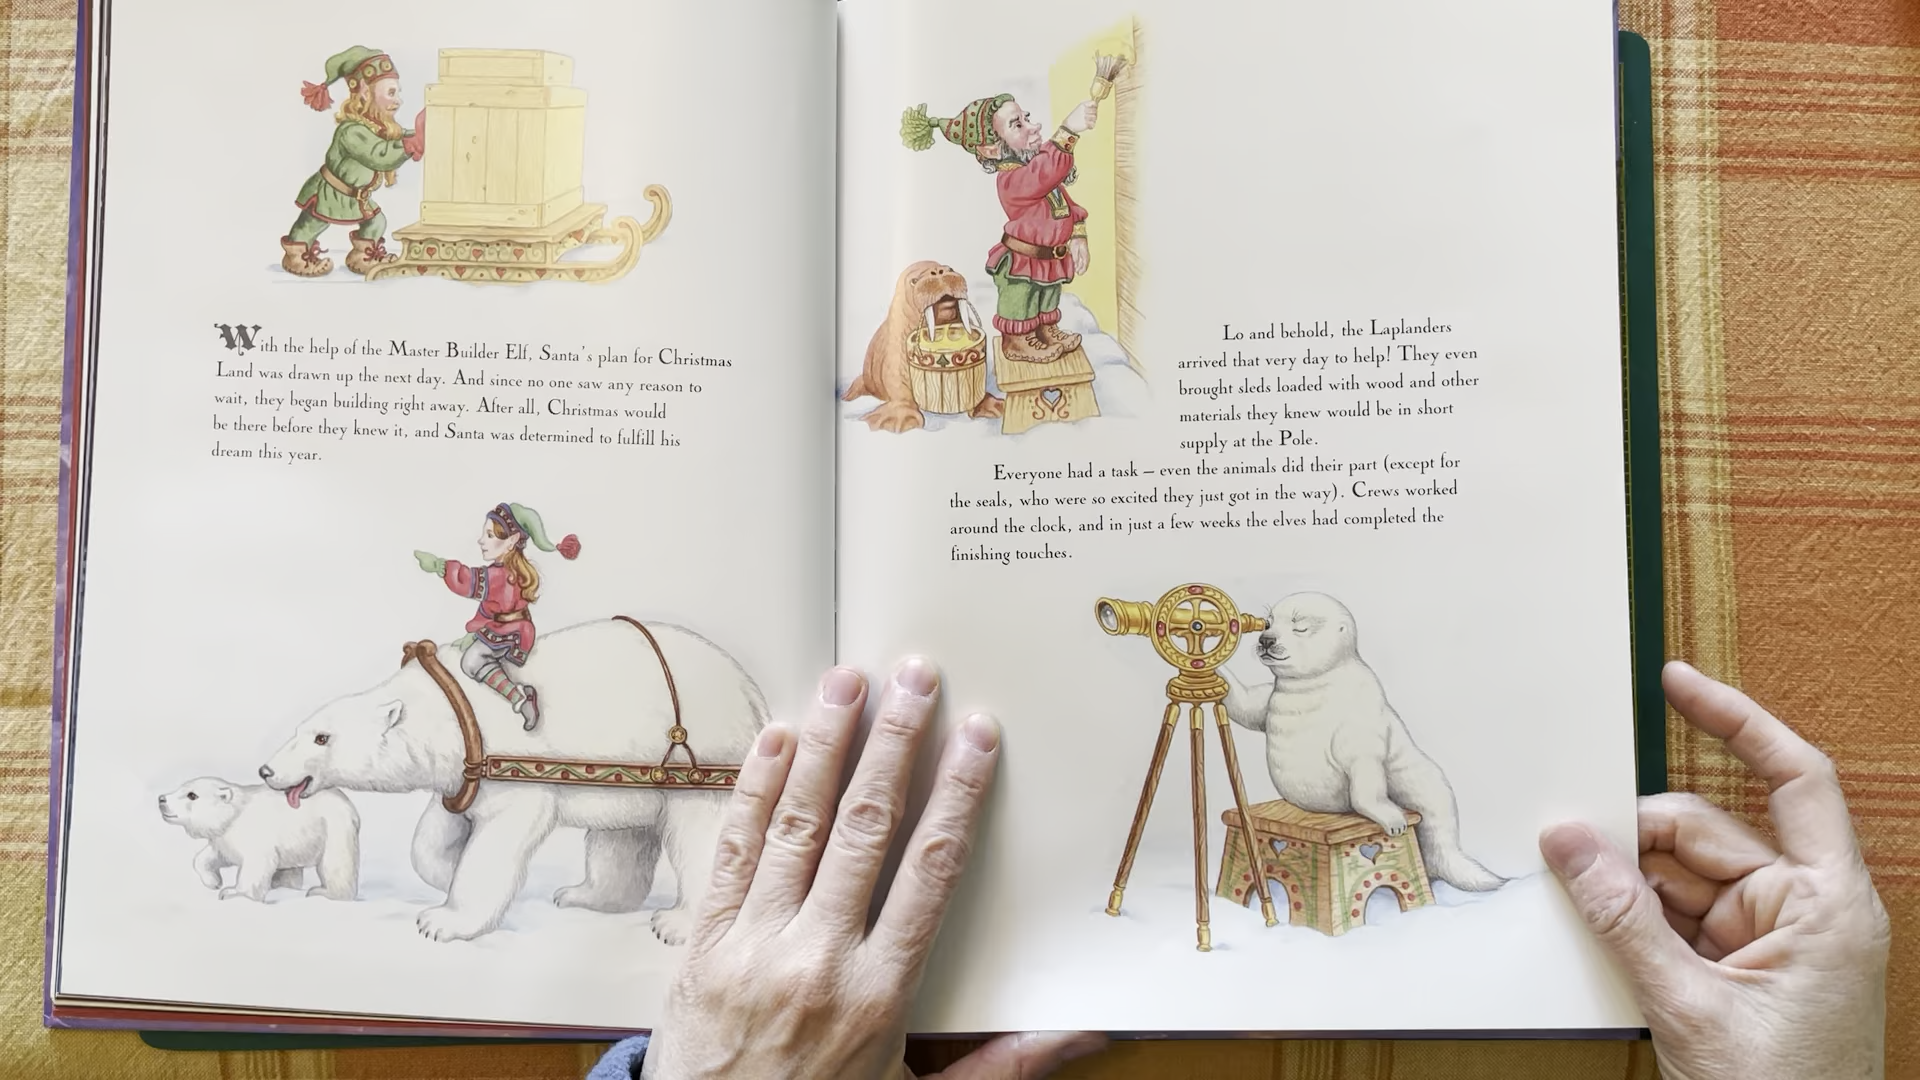 With the help of the Master Builder Elf, Santa's plan for Christmas
Land was drawn up the next day. And since no one saw any reason to
wait, they began building right away. After all, Christmas would
be there before they knew it, and Santa was determined to fulfill his
dream this year.
Lo and behold, the Laplanders
arrived that very day to help! They even
brought sleds loaded with wood and other
materials they knew would be in short
supply at the Pole.
Everyone had a task – even the animals did their part (except for
the seals, who were so excited they just got in the way). Crews worked
around the clock, and in just a few weeks the elves had completed the
finishing touches.